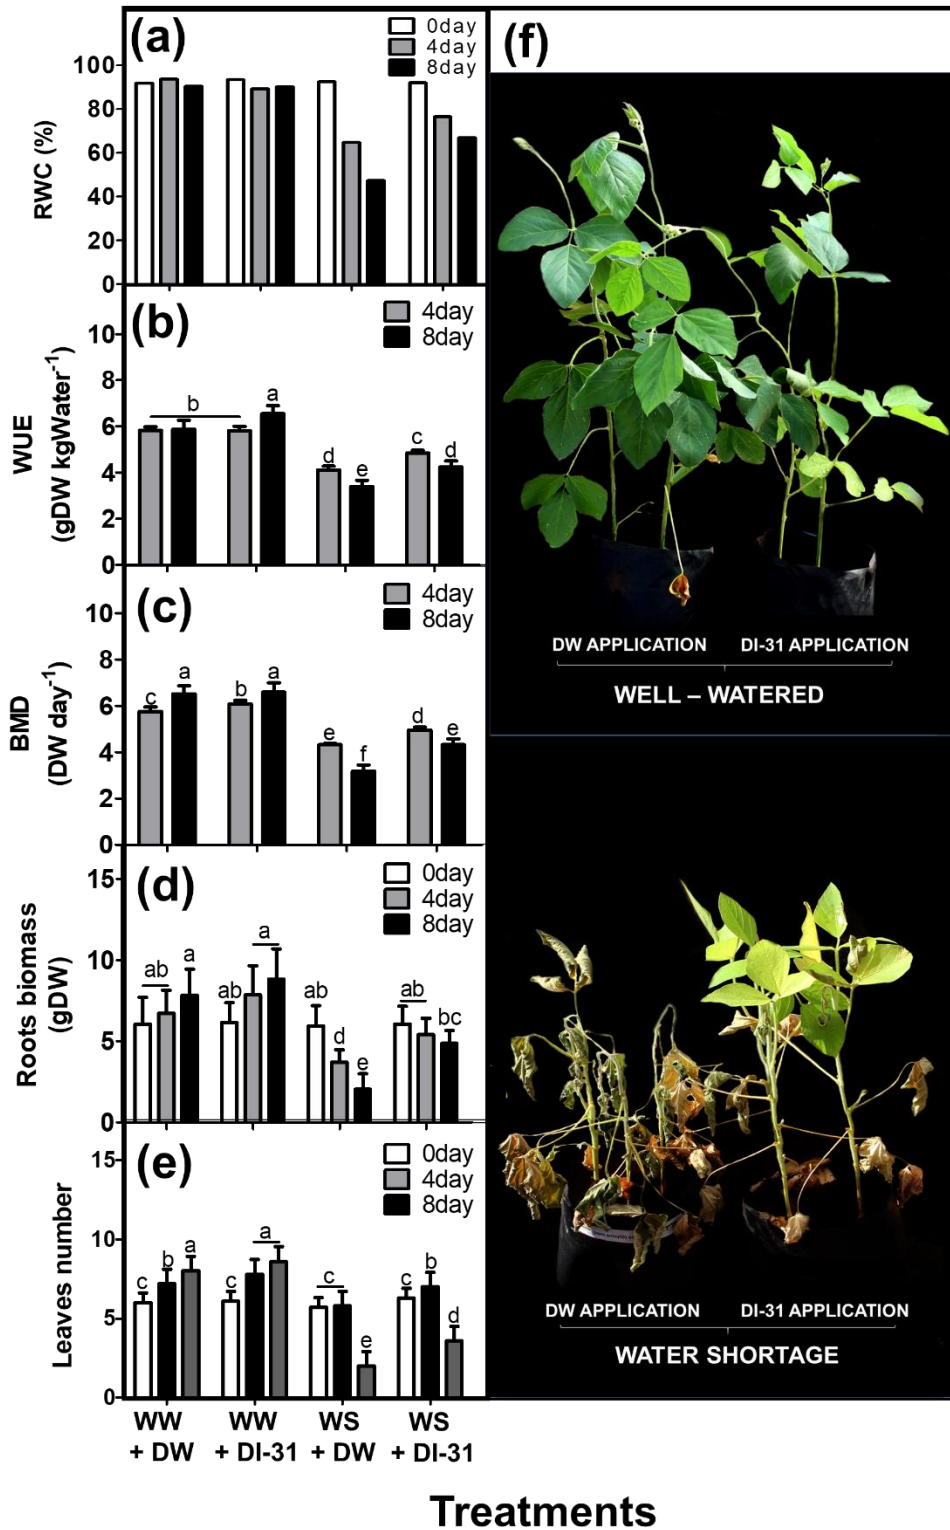 (a)
0day
4day
8day
100
80
60
40
20
0
RWC (%)
(b)
4day
8day
10
8
6
4
2
0
WUE
(gDW kgWater⁻¹)
b
a
d
e
c
d
(c)
4day
8day
10
8
6
4
2
0
BMD
(DW day⁻¹)
c
a
b
a
e
f
d
e
(d)
0day
4day
8day
15
10
5
0
Roots biomass
(gDW)
ab
a
ab
a
ab
d
e
ab
bc
(e)
0day
4day
8day
15
10
5
0
Leaves number
c
b
a
c
a
c
e
c
b
d
WW
+ DW
WW
+ DI-31
WS
+ DW
WS
+ DI-31
Treatments
(f)
DW APPLICATION
DI-31 APPLICATION
WELL – WATERED
DW APPLICATION
DI-31 APPLICATION
WATER SHORTAGE